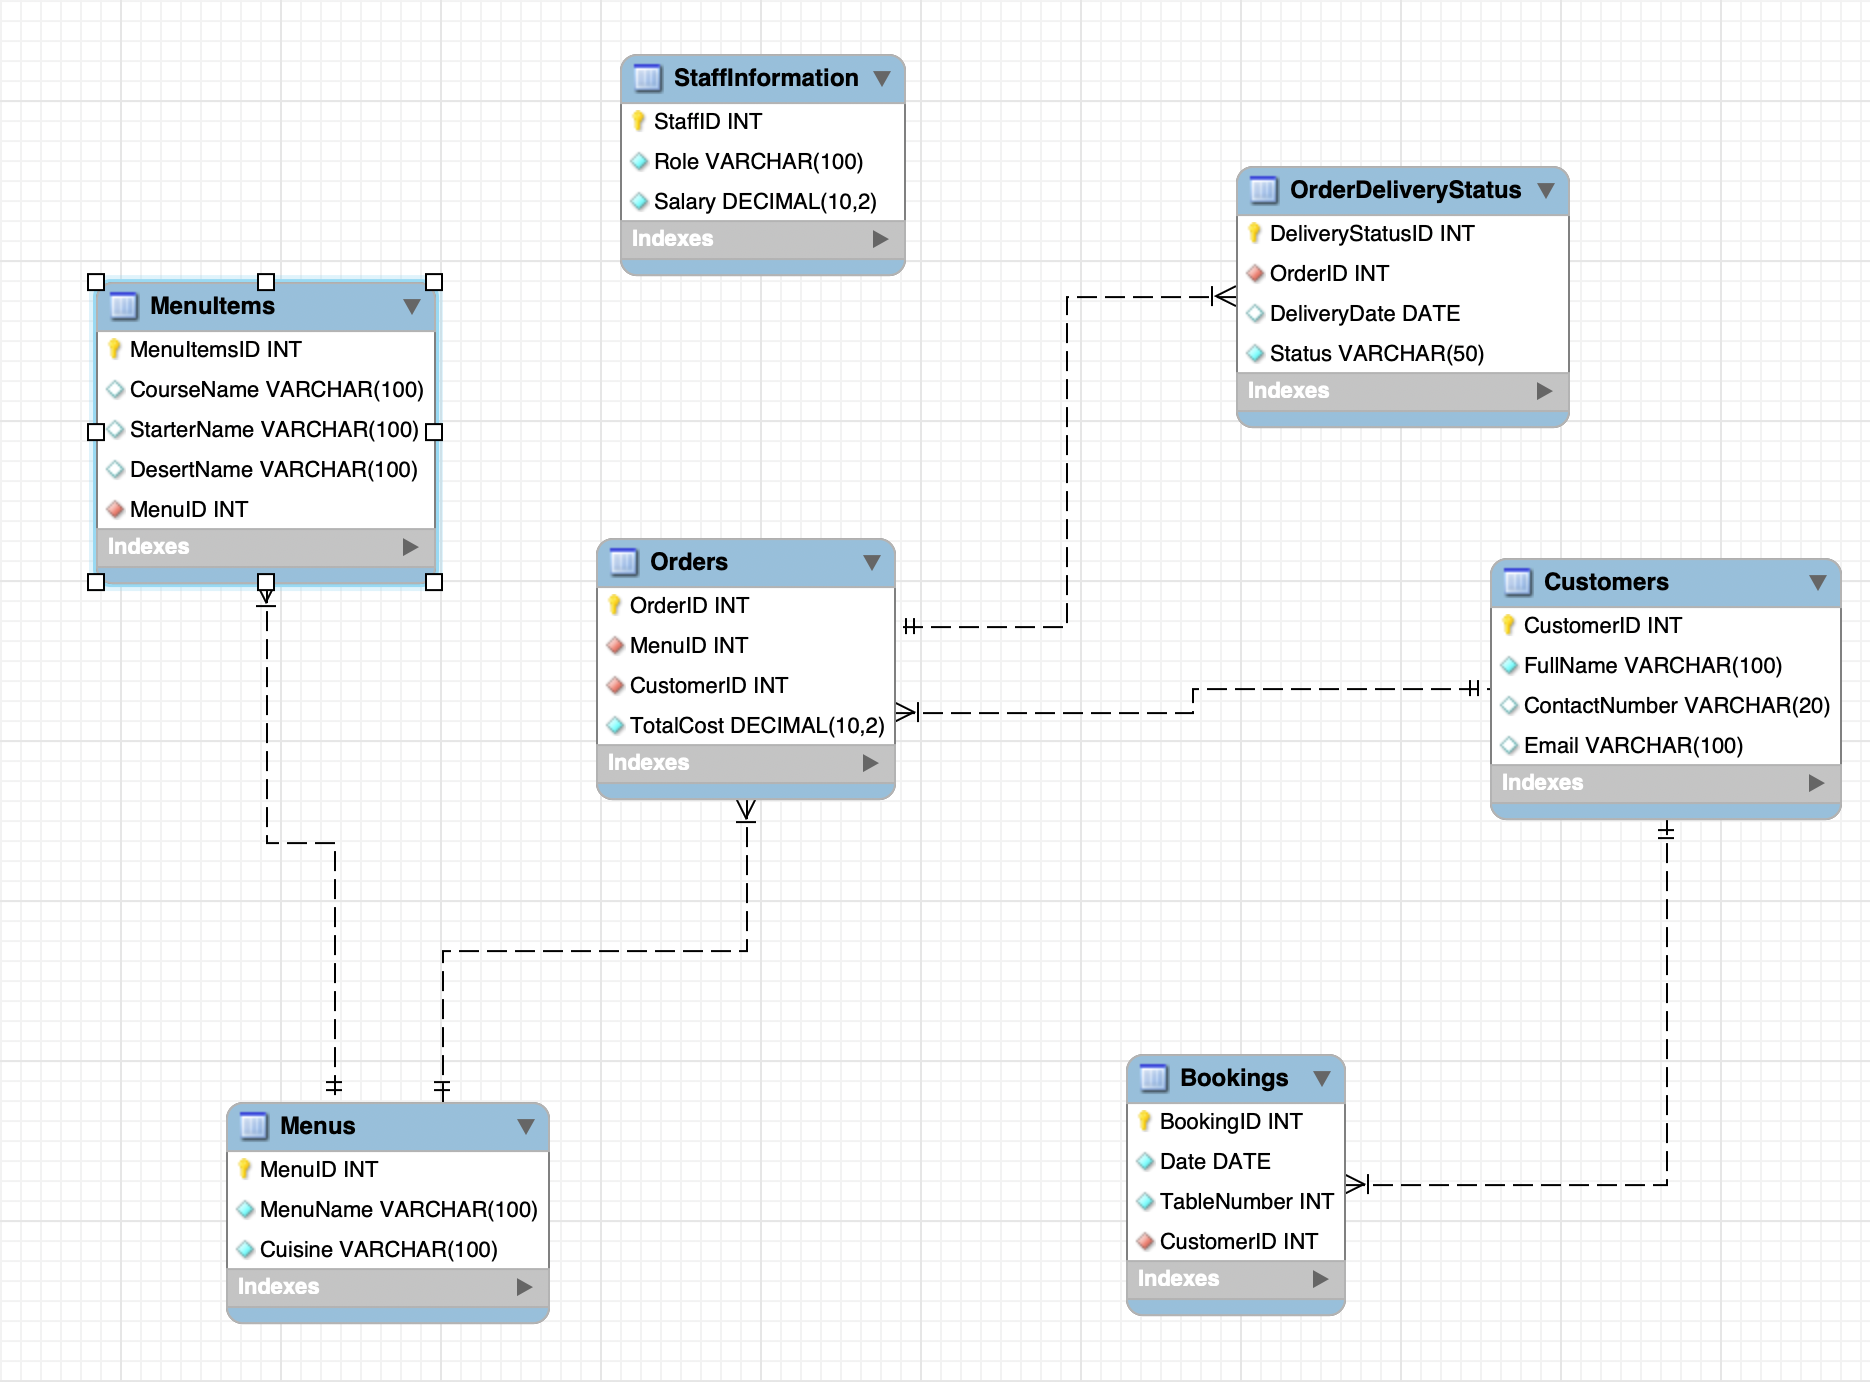 StaffInformation
StaffID INT
Role VARCHAR(100)
Salary DECIMAL(10,2)
Indexes
OrderDeliveryStatus
DeliveryStatusID INT
OrderID INT
DeliveryDate DATE
Status VARCHAR(50)
Indexes
MenuItems
MenuItemsID INT
CourseName VARCHAR(100)
StarterName VARCHAR(100)
DesertName VARCHAR(100)
MenuID INT
Indexes
Orders
OrderID INT
MenuID INT
CustomerID INT
TotalCost DECIMAL(10,2)
Indexes
Customers
CustomerID INT
FullName VARCHAR(100)
ContactNumber VARCHAR(20)
Email VARCHAR(100)
Indexes
Menus
MenuID INT
MenuName VARCHAR(100)
Cuisine VARCHAR(100)
Indexes
Bookings
BookingID INT
Date DATE
TableNumber INT
CustomerID INT
Indexes